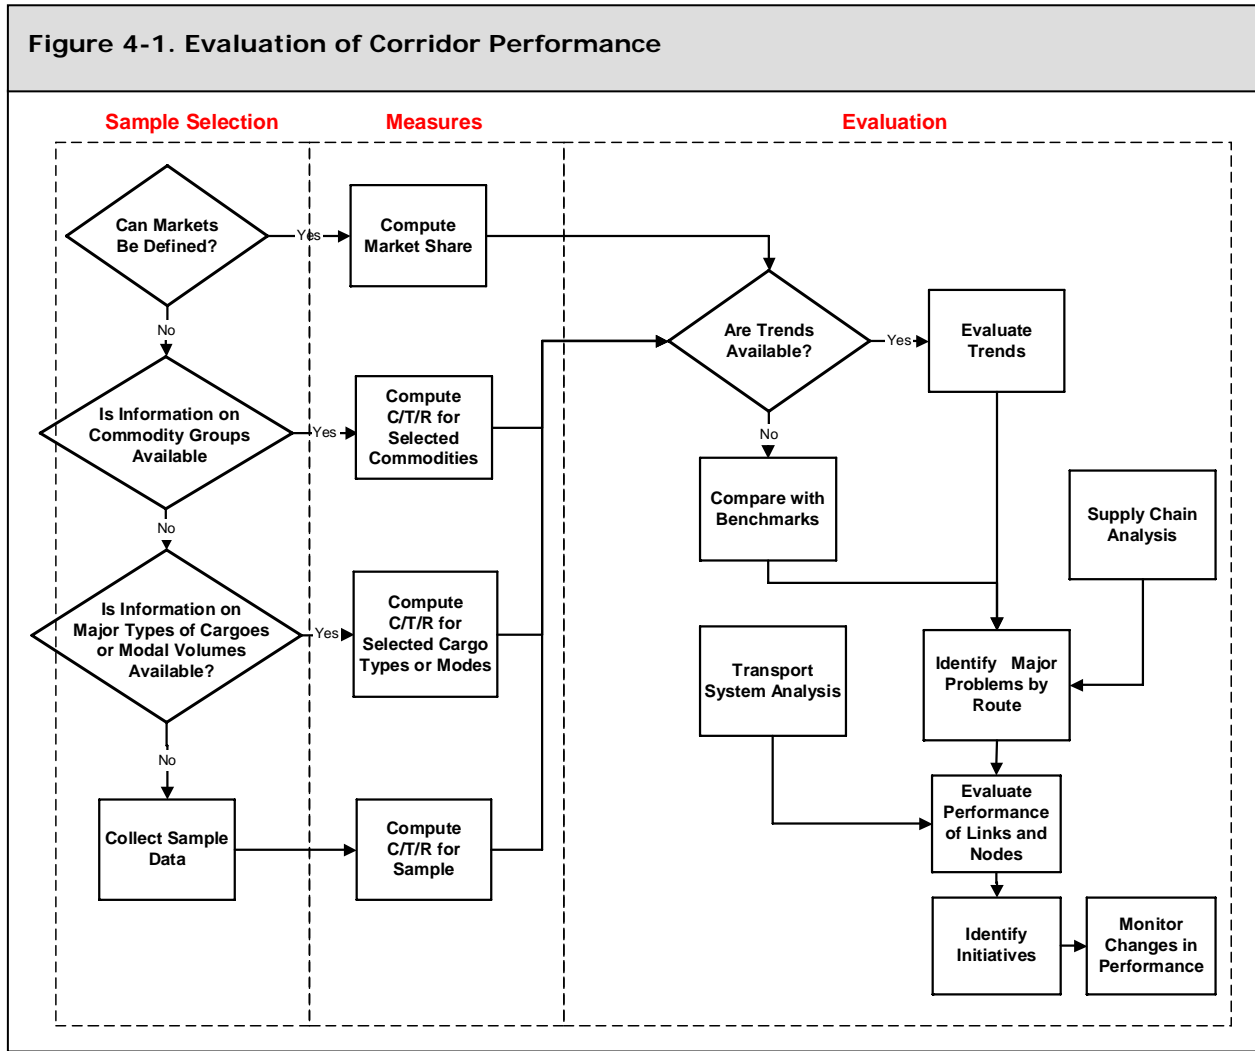 Figure 4-1. Evaluation of Corridor Performance
Sample Selection
Measures
Evaluation
Can Markets
Be Defined?
Yes
Compute
Market Share
No
Are Trends
Available?
Yes
Evaluate
Trends
Is Information on
Commodity Groups
Available
Yes
Compute
C/T/R for
Selected
Commodities
No
Compare with
Benchmarks
Supply Chain
Analysis
No
Is Information on
Major Types of Cargoes
or Modal Volumes
Available?
Yes
Compute
C/T/R for
Selected Cargo
Types or Modes
Transport
System Analysis
Identify Major
Problems by
Route
No
Collect Sample
Data
Compute
C/T/R for
Sample
Evaluate
Performance
of Links and
Nodes
Identify
Initiatives
Monitor
Changes in
Performance